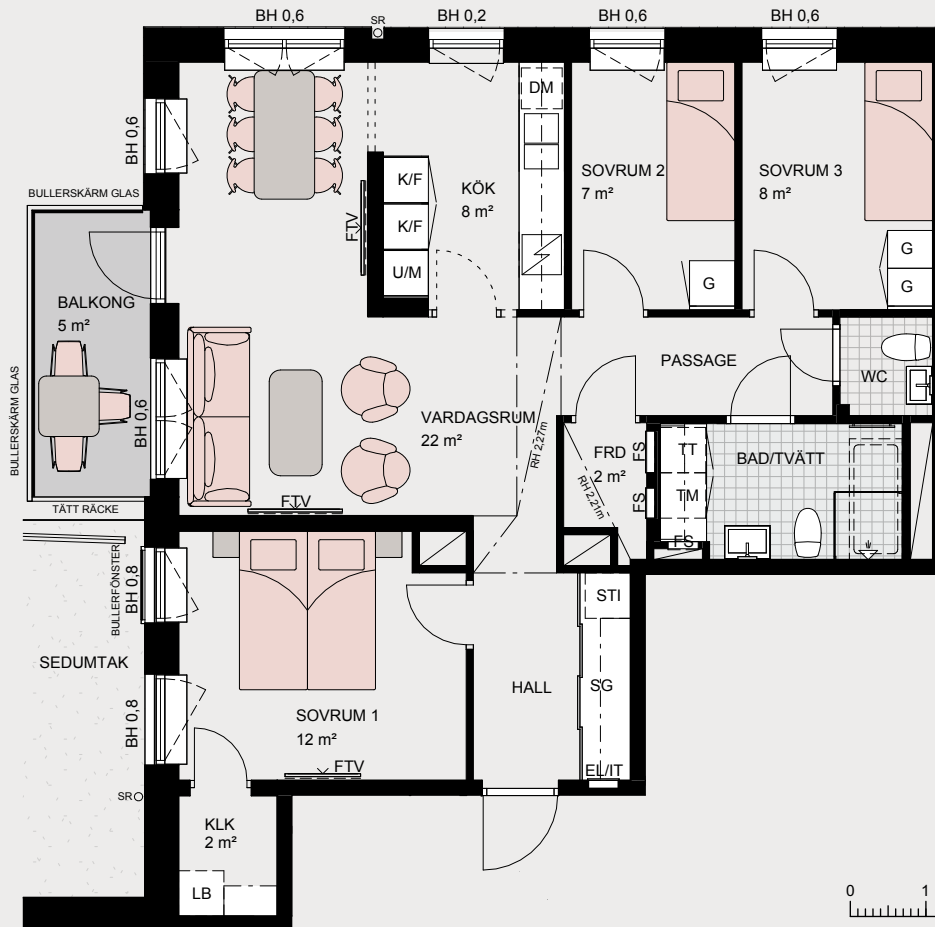 BH 0,6
SR
BH 0,2
BH 0,6
BH 0,6
BH 0,6
DM
K/F
K/F
U/M
KÖK
8 m²
SOVRUM 2
7 m²
SOVRUM 3
8 m²
BULLERSKÄRM GLAS
FTV
G
G
G
BALKONG
5 m²
BULLERSKÄRM GLAS
BH 0,6
PASSAGE
WC
VARDAGSRUM
22 m²
RH 2,27m
FRD
2 m²
RH 2,21m
FS
FS
TT
TM
FS
BAD/TVÄTT
FTV
TÄTT RÄCKE
BULLERFÖNSTER
BH 0,8
SEDUMTAK
BH 0,8
SOVRUM 1
12 m²
FTV
HALL
STI
SG
EL/IT
SR
KLK
2 m²
LB
0 1